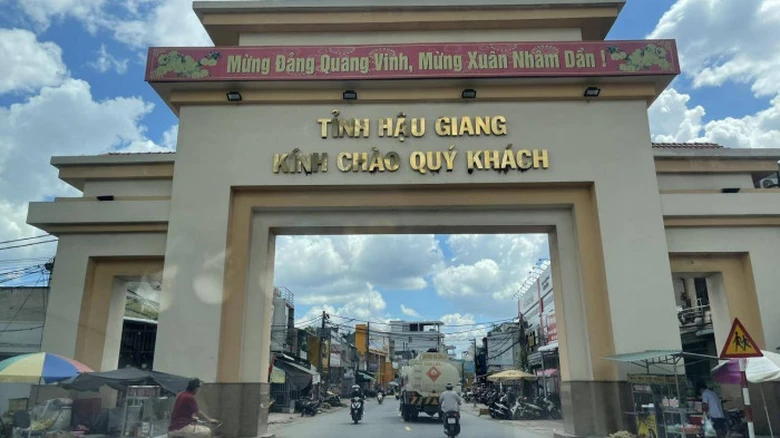 Mừng Đảng Quang Vinh, Mừng Xuân Nhâm Dần !
TỈNH HẬU GIANG
KÍNH CHÀO QUÝ KHÁCH